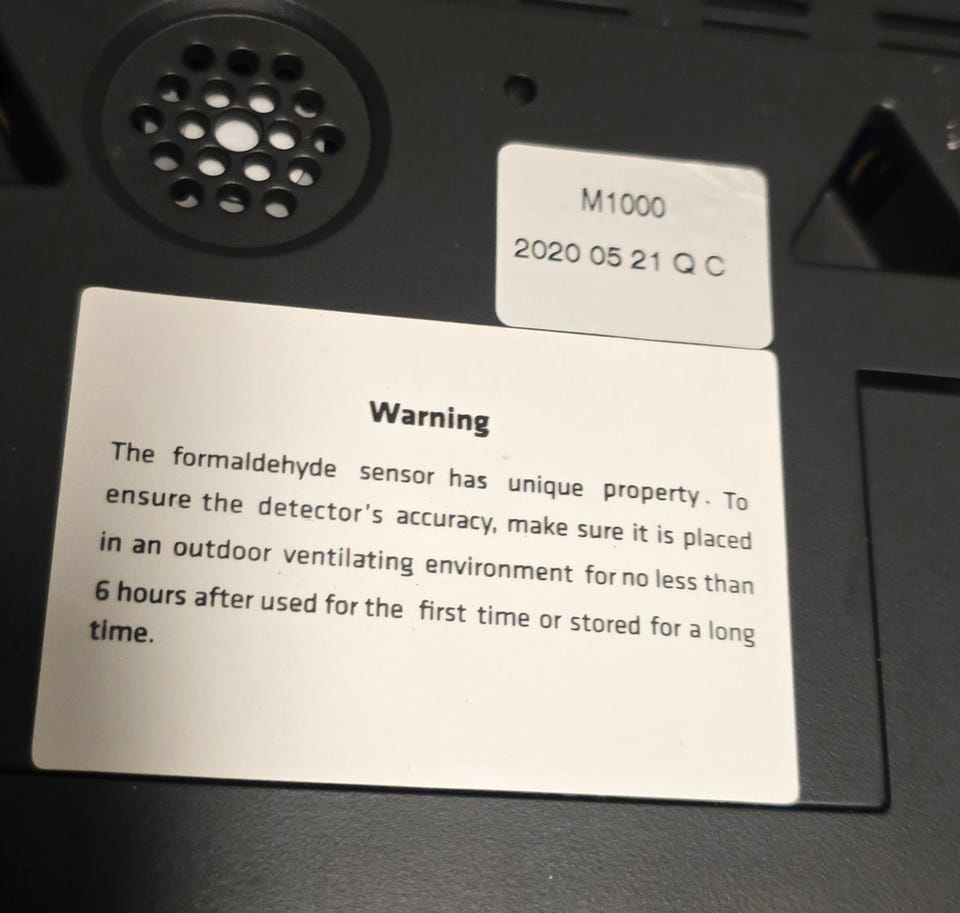 M1000
2020 05 21 Q C
Warning
The formaldehyde sensor has unique property. To
ensure the detector's accuracy, make sure it is placed
in an outdoor ventilating environment for no less than
6 hours after used for the first time or stored for a long
time.